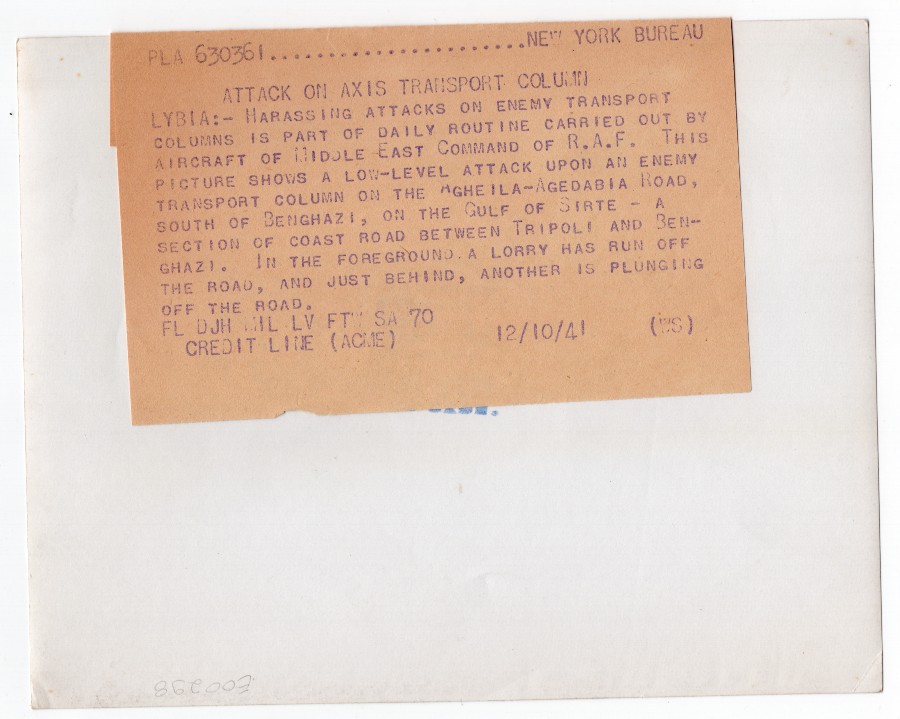 PLA 630361......................NEW YORK BUREAU
ATTACK ON AXIS TRANSPORT COLUMN
LYBIA:- HARASSING ATTACKS ON ENEMY TRANSPORT
COLUMNS IS PART OF DAILY ROUTINE CARRIED OUT BY
AIRCRAFT OF MIDDLE EAST COMMAND OF R.A.F. THIS
PICTURE SHOWS A LOW-LEVEL ATTACK UPON AN ENEMY
TRANSPORT COLUMN ON THE "GHEILA-AGEDABIA ROAD,
SOUTH OF BENGHAZI, ON THE GULF OF SIRTE - A
SECTION OF COAST ROAD BETWEEN TRIPOLI AND BEN-
GHAZI. IN THE FOREGROUND.A LORRY HAS RUN OFF
THE ROAD, AND JUST BEHIND, ANOTHER IS PLUNGING
OFF THE ROAD.
FL DJH MIL LV FTW SA 70
CREDIT LINE (ACME) 12/10/41 (WS)
E00298